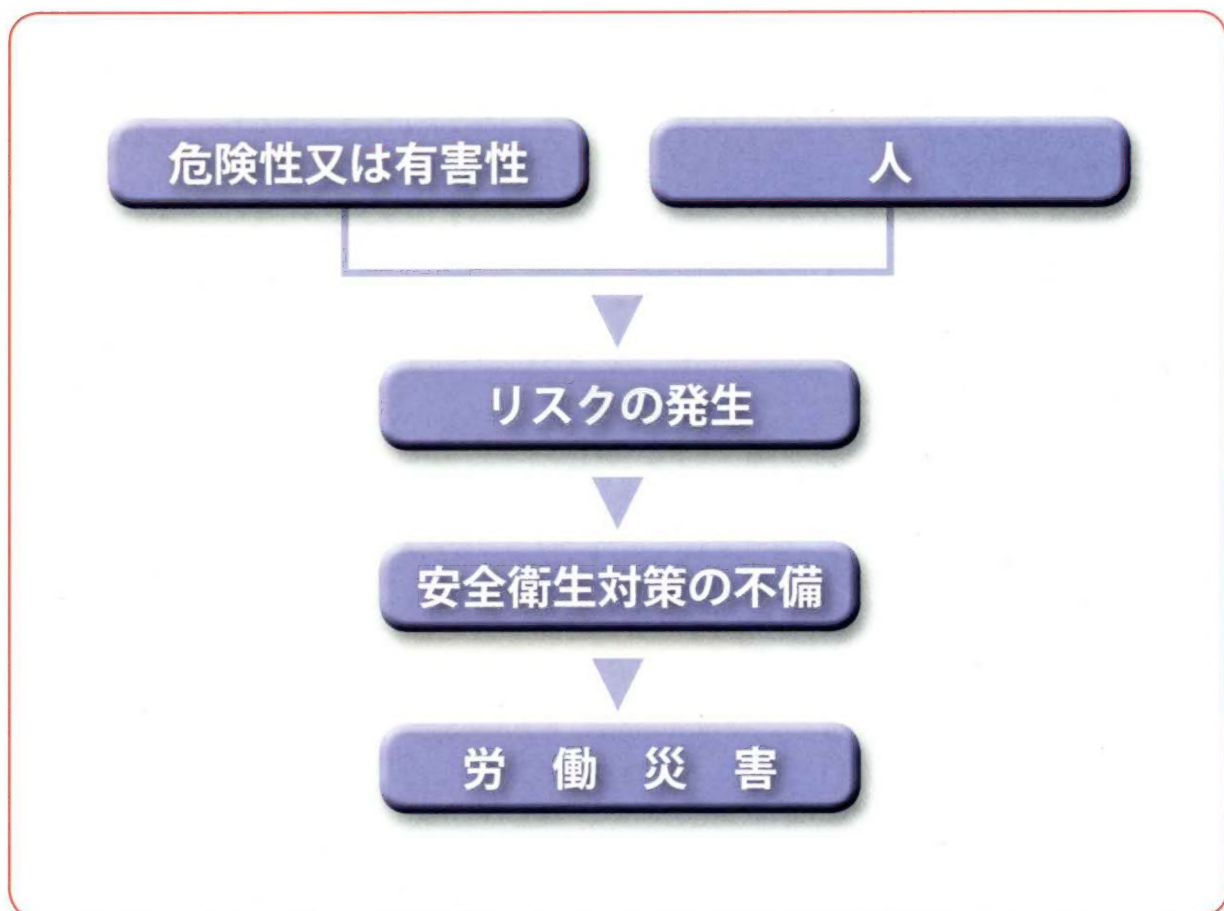 危険性又は有害性
人
リスクの発生
安全衛生対策の不備
労　働　災　害